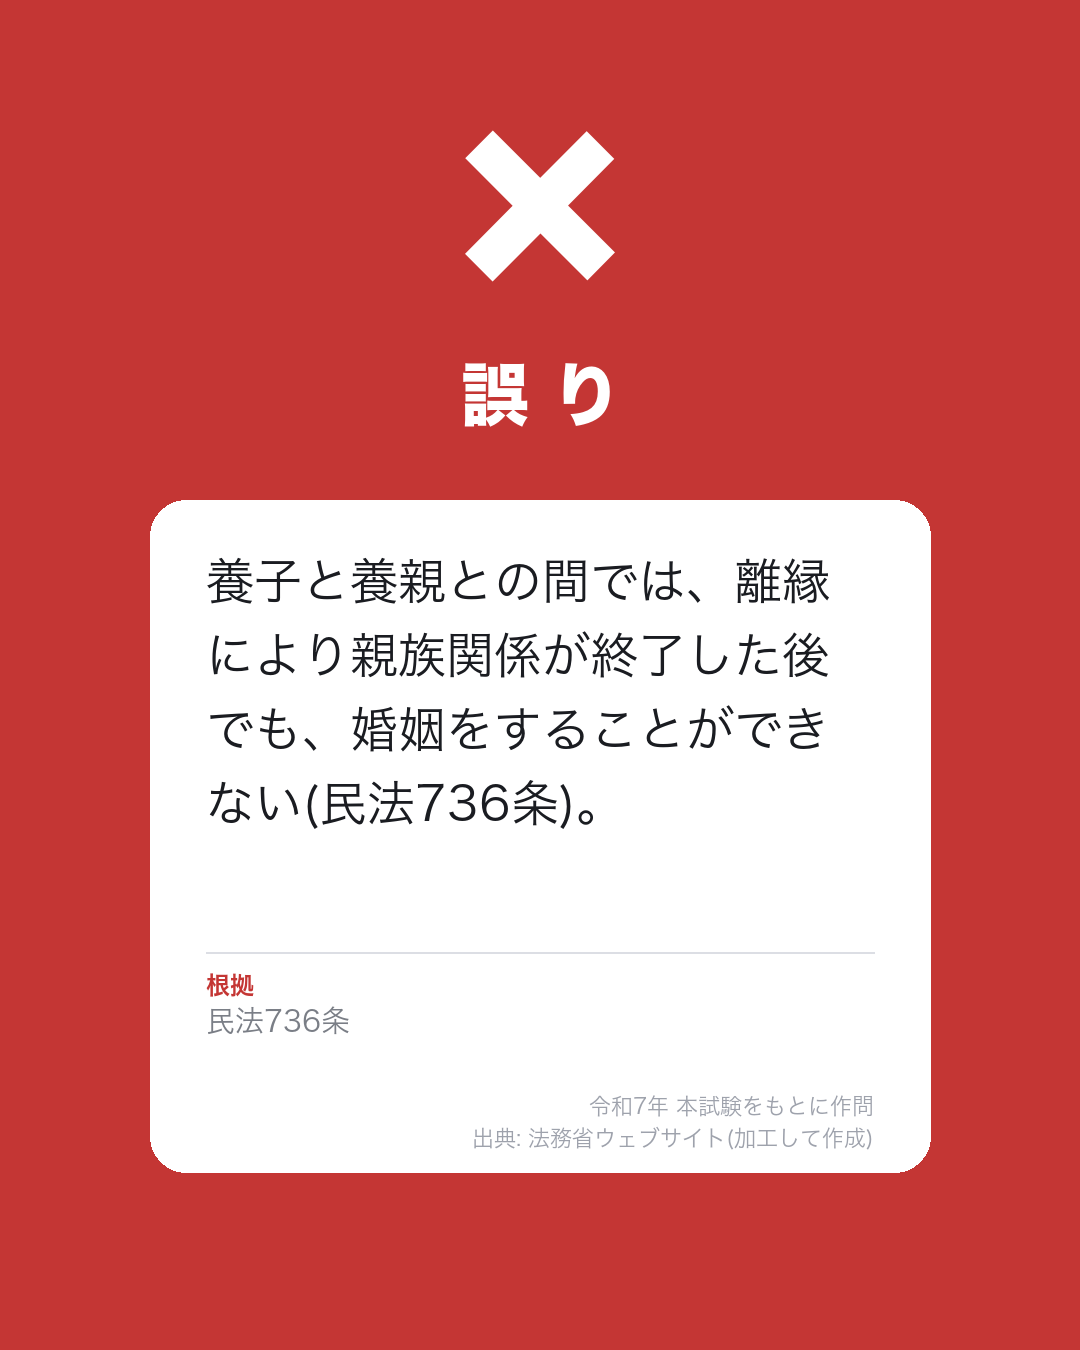 誤り
養子と養親との間では、離縁
により親族関係が終了した後
でも、婚姻をすることができ
ない(民法736条)。
根拠
民法736条
令和7年 本試験をもとに作問
出典: 法務省ウェブサイト(加工して作成)